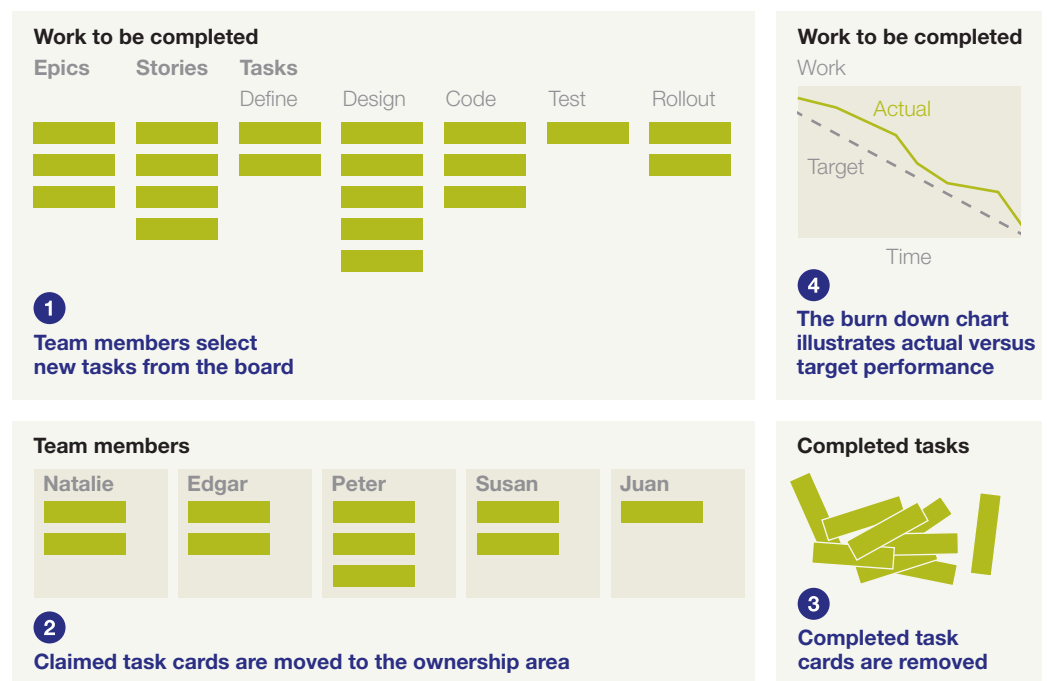 Work to be completed
Epics Stories Tasks
Define Design Code Test Rollout
1
Team members select
new tasks from the board
Work to be completed
Work
Actual
Target
Time
4
The burn down chart
illustrates actual versus
target performance
Team members
Natalie Edgar Peter Susan Juan
2
Claimed task cards are moved to the ownership area
Completed tasks
3
Completed task
cards are removed